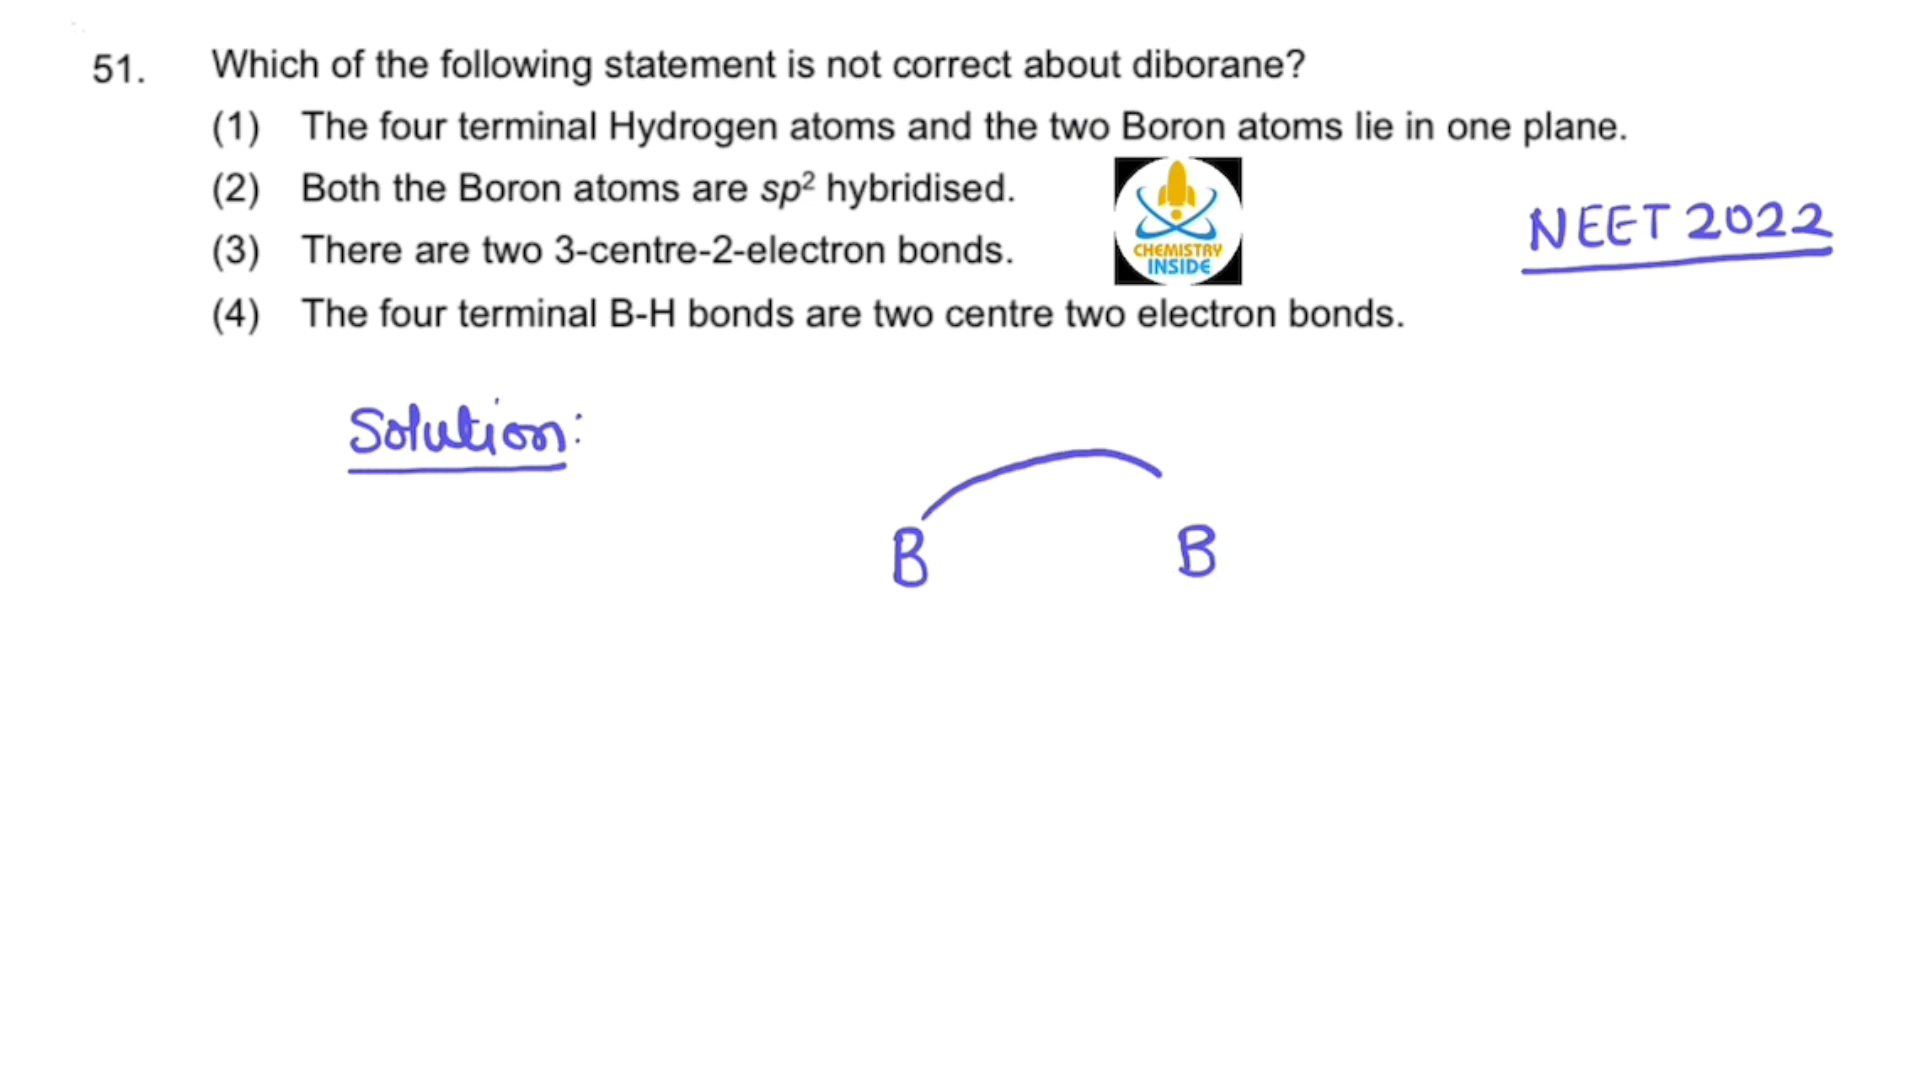 51. Which of the following statement is not correct about diborane?
(1) The four terminal Hydrogen atoms and the two Boron atoms lie in one plane.
(2) Both the Boron atoms are sp² hybridised.
(3) There are two 3-centre-2-electron bonds.
(4) The four terminal B-H bonds are two centre two electron bonds.
CHEMISTRY
INSIDE
NEET 2022
Solution:
B B